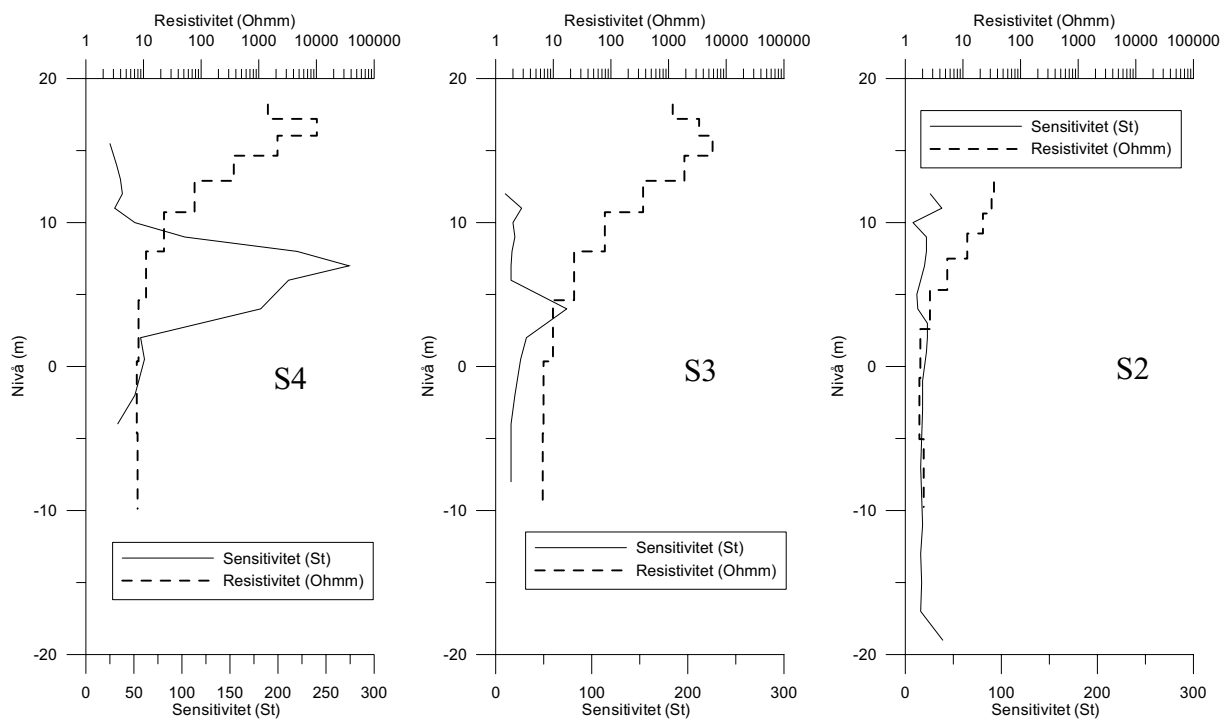 Resistivitet (Ohmm)
1 10 100 1000 10000 100000
20
10
0
-10
-20
Nivå (m)
S4
Sensitivitet (St)
Resistivitet (Ohmm)
0 50 100 150 200 250 300
Sensitivitet (St)
Resistivitet (Ohmm)
1 10 100 1000 10000 100000
20
10
0
-10
-20
Nivå (m)
S3
Sensitivitet (St)
Resistivitet (Ohmm)
0 100 200 300
Sensitivitet (St)
Resistivitet (Ohmm)
1 10 100 1000 10000 100000
20
10
0
-10
-20
Nivå (m)
Sensitivitet (St)
Resistivitet (Ohmm)
S2
0 100 200 300
Sensitivitet (St)